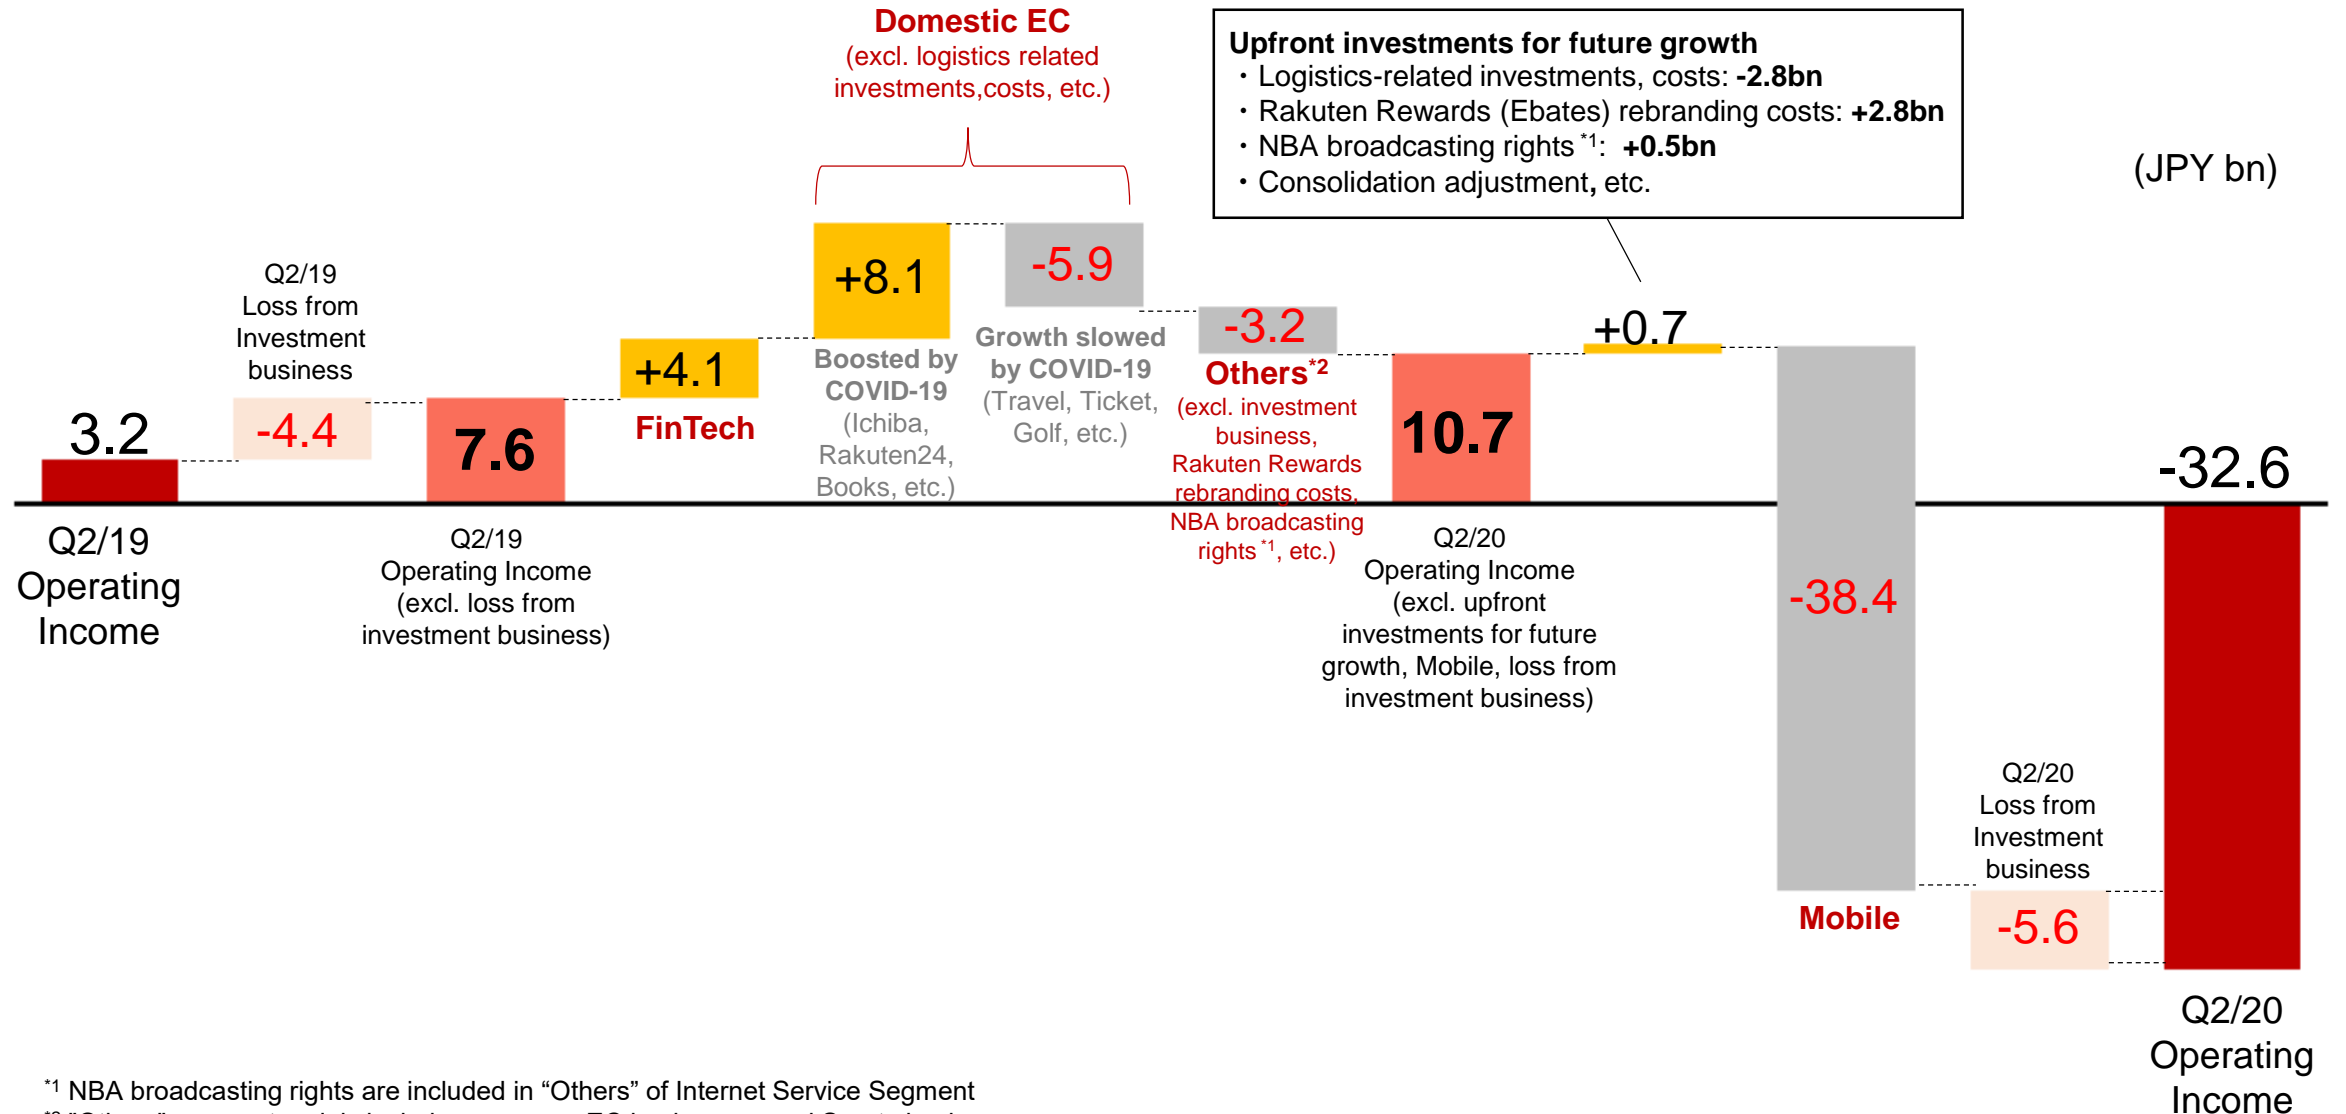 Domestic EC
(excl. logistics related
investments,costs, etc.)
Upfront investments for future growth
・Logistics-related investments, costs: -2.8bn
・Rakuten Rewards (Ebates) rebranding costs: +2.8bn
・NBA broadcasting rights *1: +0.5bn
・Consolidation adjustment, etc.
(JPY bn)
3.2
Q2/19
Operating
Income
Q2/19
Loss from
Investment
business
-4.4
7.6
Q2/19
Operating Income
(excl. loss from
investment business)
+4.1
FinTech
+8.1
Boosted by
COVID-19
(Ichiba,
Rakuten24,
Books, etc.)
-5.9
Growth slowed
by COVID-19
(Travel, Ticket,
Golf, etc.)
-3.2
Others*2
(excl. investment
business,
Rakuten Rewards
rebranding costs,
NBA broadcasting
rights *1, etc.)
10.7
Q2/20
Operating Income
(excl. upfront
investments for future
growth, Mobile, loss from
investment business)
+0.7
-38.4
Mobile
Q2/20
Loss from
Investment
business
-5.6
-32.6
Q2/20
Operating
Income
*1 NBA broadcasting rights are included in “Others” of Internet Service Segment